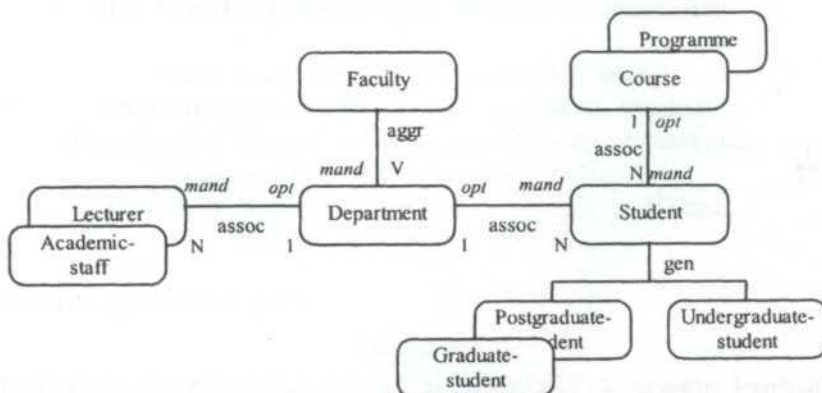 Programme
Faculty
Course
aggr
1 opt
assoc
mand V
N mand
mand opt
opt mand
Lecturer
Department
Student
assoc
assoc
Academic-
staff
N 1
1 N
gen
Postgraduate-
dent
Undergraduate-
student
Graduate-
student